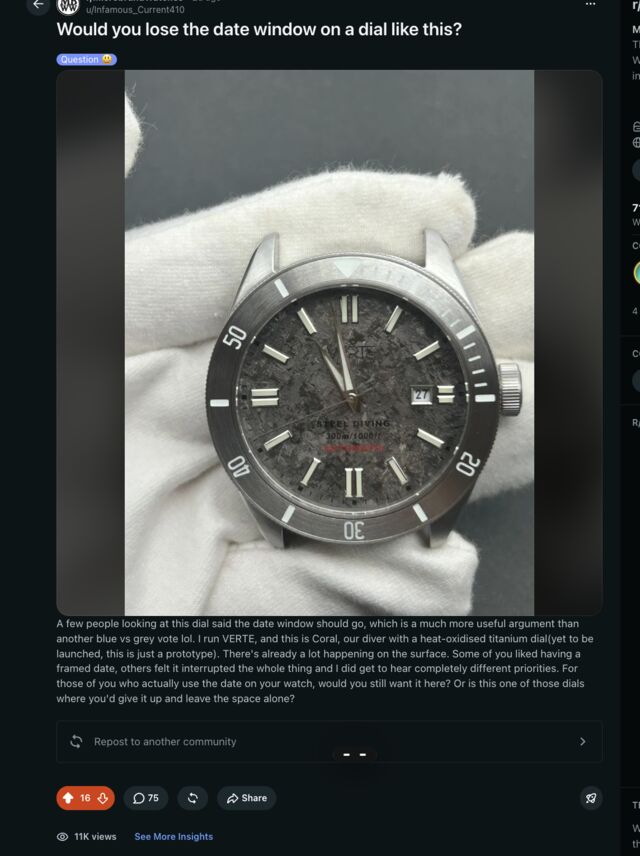 u/Infamous_Current410
Would you lose the date window on a dial like this?
Question
50
40
30
20
27
VERTE
STEEL DIVING
300m/1000ft
A few people looking at this dial said the date window should go, which is a much more useful argument than
another blue vs grey vote lol. I run VERTE, and this is Coral, our diver with a heat-oxidised titanium dial(yet to be
launched, this is just a prototype). There's already a lot happening on the surface. Some of you liked having a
framed date, others felt it interrupted the whole thing and I did get to hear completely different priorities. For
those of you who actually use the date on your watch, would you still want it here? Or is this one of those dials
where you'd give it up and leave the space alone?
Repost to another community
16
75
Share
11K views
See More Insights